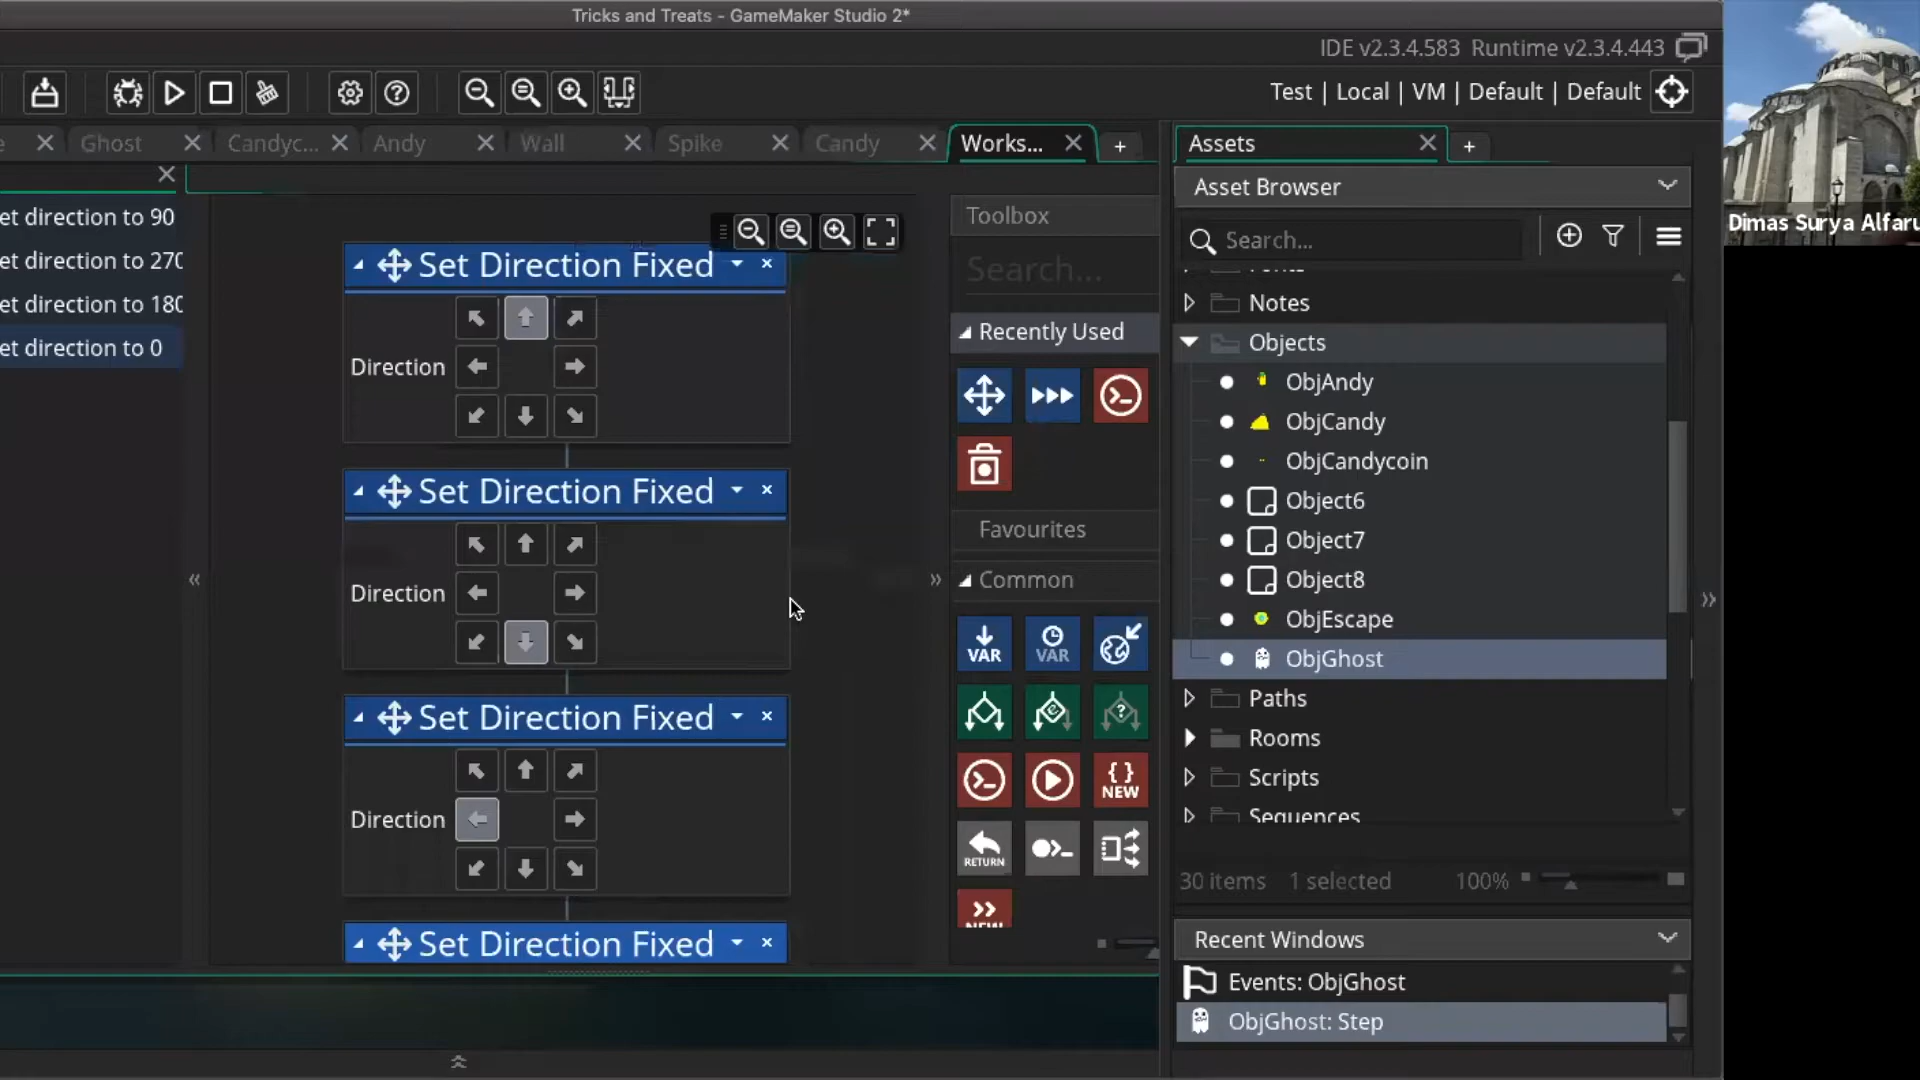 Tricks and Treats - GameMaker Studio 2*
IDE v2.3.4.583 Runtime v2.3.4.443
Test | Local | VM | Default | Default
Ghost
Candyc...
Andy
Wall
Spike
Candy
Works...
et direction to 90
et direction to 270
et direction to 180
et direction to 0
Set Direction Fixed
Direction
Set Direction Fixed
Direction
Set Direction Fixed
Direction
Set Direction Fixed
Toolbox
Search...
Recently Used
Favourites
Common
VAR
VAR
NEW
RETURN
NEW
Assets
Asset Browser
Search...
Notes
Objects
ObjAndy
ObjCandy
ObjCandycoin
Object6
Object7
Object8
ObjEscape
ObjGhost
Paths
Rooms
Scripts
Sequences
30 items
1 selected
100%
Recent Windows
Events: ObjGhost
ObjGhost: Step
Dimas Surya Alfaru